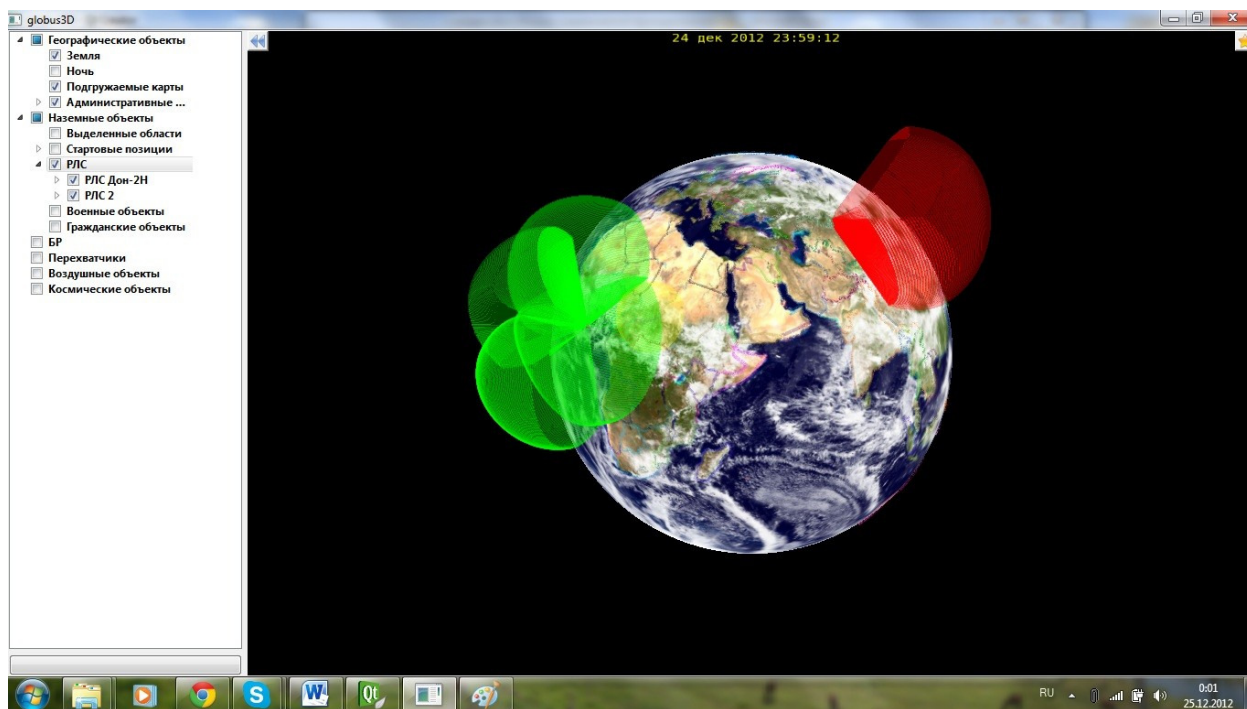 globus3D
Географические объекты
Земля
Ночь
Подгружаемые карты
Административные ...
Наземные объекты
Выделенные области
Стартовые позиции
РЛС
РЛС Дон-2Н
РЛС 2
Военные объекты
Гражданские объекты
БР
Перехватчики
Воздушные объекты
Космические объекты
24 дек 2012 23:59:12
S
W
Qt
RU
0:01
25.12.2012